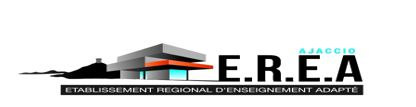 AJACCIO
E.R.E.A
ETABLISSEMENT REGIONAL D'ENSEIGNEMENT ADAPTÉ